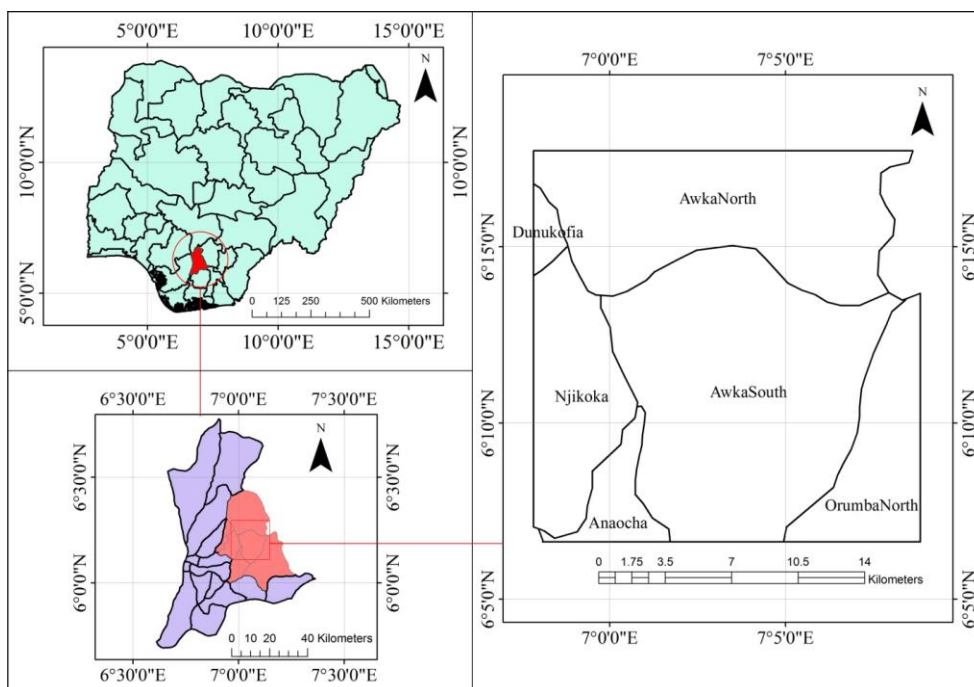 5°0'0"E 10°0'0"E 15°0'0"E
N
10°0'0"N 10°0'0"N
5°0'0"N 5°0'0"N
0 125 250 500 Kilometers
5°0'0"E 10°0'0"E 15°0'0"E
6°30'0"E 7°0'0"E 7°30'0"E
N
6°30'0"N 6°30'0"N
6°0'0"N 6°0'0"N
0 10 20 40 Kilometers
6°30'0"E 7°0'0"E 7°30'0"E
7°0'0"E 7°5'0"E
N
AwkaNorth
Dunukofia
6°15'0"N 6°15'0"N
Njikoka AwkaSouth
6°10'0"N 6°10'0"N
Anaocha OrumbaNorth
0 1.75 3.5 7 10.5 14
Kilometers
6°5'0"N 6°5'0"N
7°0'0"E 7°5'0"E